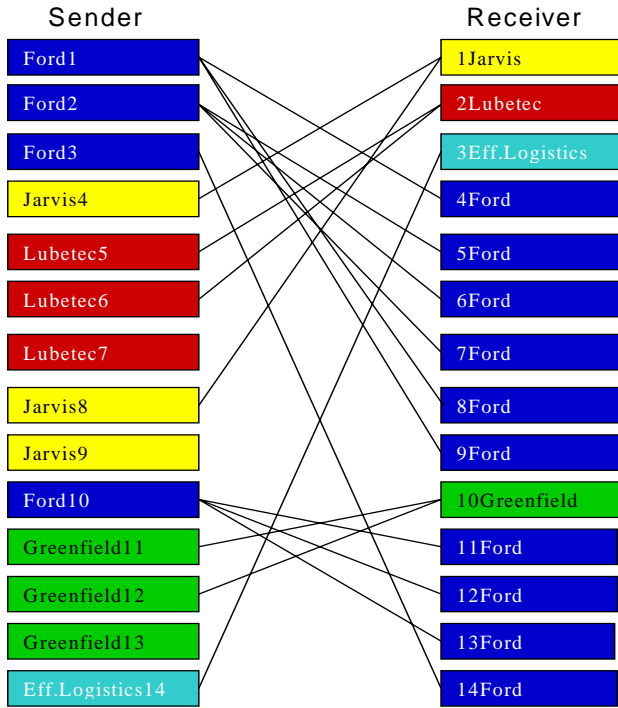 Sender
Receiver
Ford1
1Jarvis
Ford2
2Lubetec
Ford3
3Eff.Logistics
Jarvis4
4Ford
Lubetec5
5Ford
Lubetec6
6Ford
Lubetec7
7Ford
Jarvis8
8Ford
Jarvis9
9Ford
Ford10
10Greenfield
Greenfield11
11Ford
Greenfield12
12Ford
Greenfield13
13Ford
Eff.Logistics14
14Ford